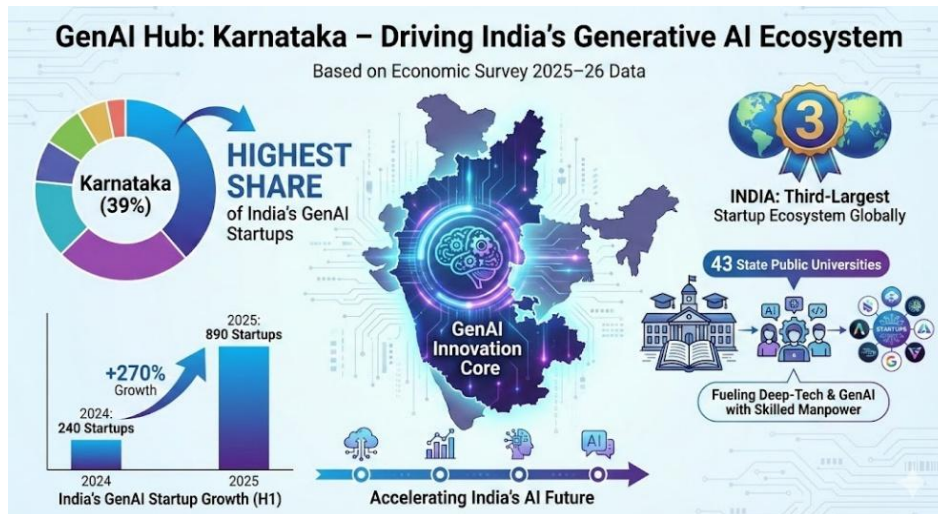 GenAI Hub: Karnataka – Driving India's Generative AI Ecosystem
Based on Economic Survey 2025–26 Data
Karnataka
(39%)
HIGHEST
SHARE
of India's GenAI
Startups
2025:
890 Startups
+270%
Growth
2024:
240 Startups
2024
2025
India's GenAI Startup Growth (H1)
GenAI
Innovation
Core
AI
Accelerating India's AI Future
3
INDIA: Third-Largest
Startup Ecosystem Globally
43 State Public Universities
Ai
</>
STARTUPS
G
Fueling Deep-Tech & GenAI
with Skilled Manpower